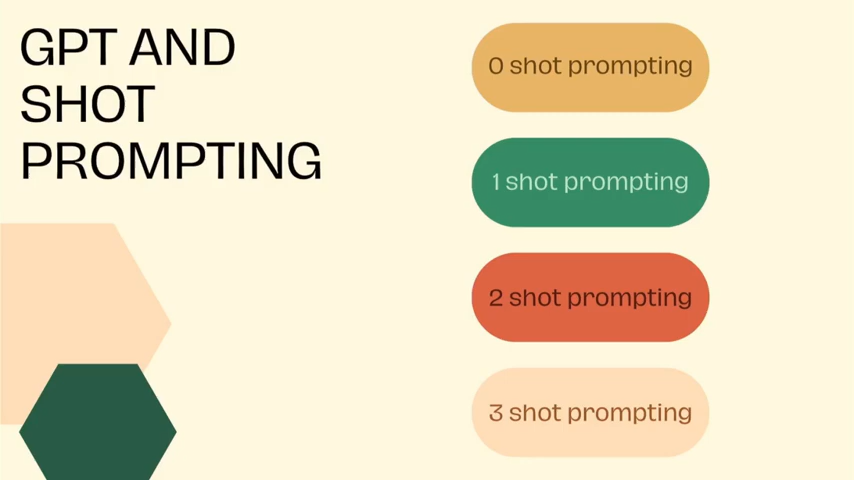 GPT AND
SHOT
PROMPTING
0 shot prompting
1 shot prompting
2 shot prompting
3 shot prompting